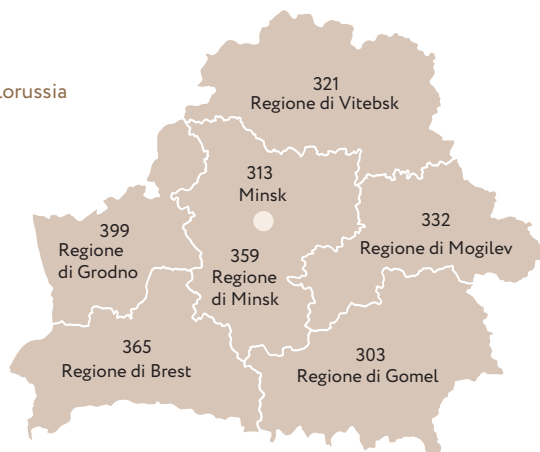 lorussia
321
Regione di Vitebsk
313
Minsk
399
Regione
di Grodno
332
Regione di Mogilev
359
Regione
di Minsk
365
Regione di Brest
303
Regione di Gomel